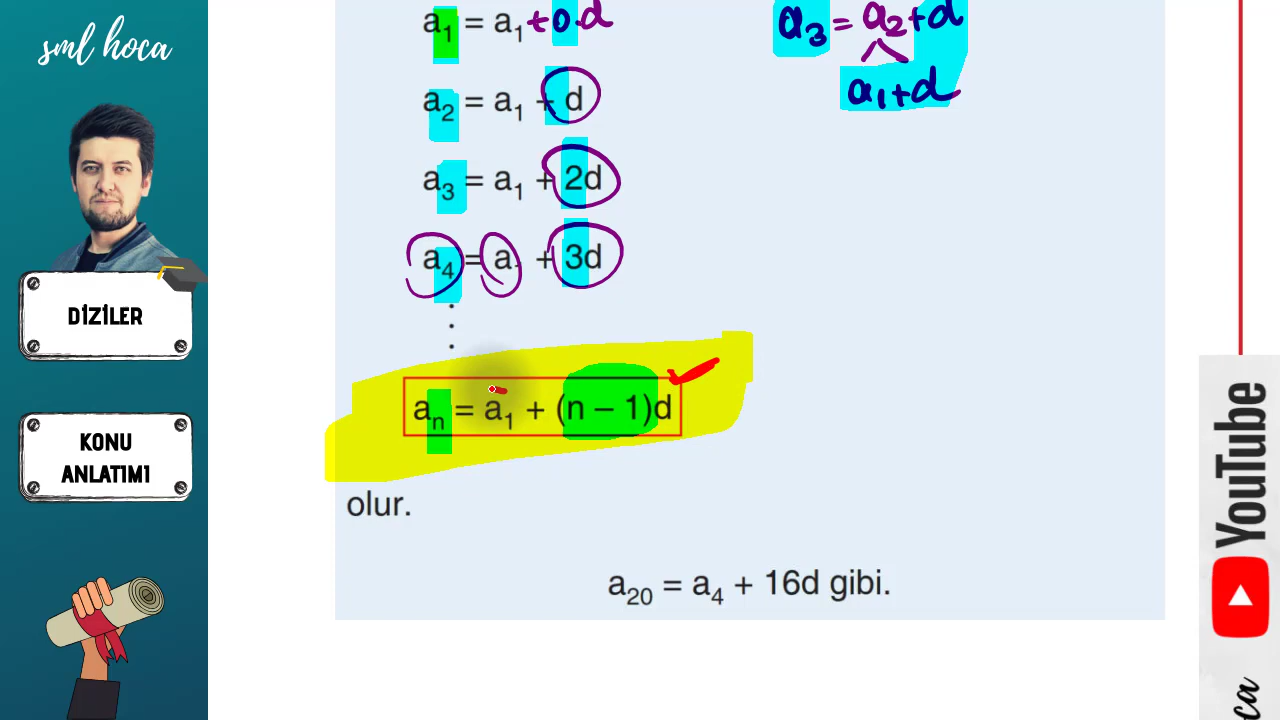 sml hoca
DİZİLER
KONU
ANLATIMI
a₁ = a₁ + 0.d
a₂ = a₁ + d
a₃ = a₁ + 2d
a₄ = a₁ + 3d
aₙ = a₁ + (n – 1)d
olur.
a₂₀ = a₄ + 16d gibi.
a₃ = a₂ + d
a₁ + d
YouTube
ca